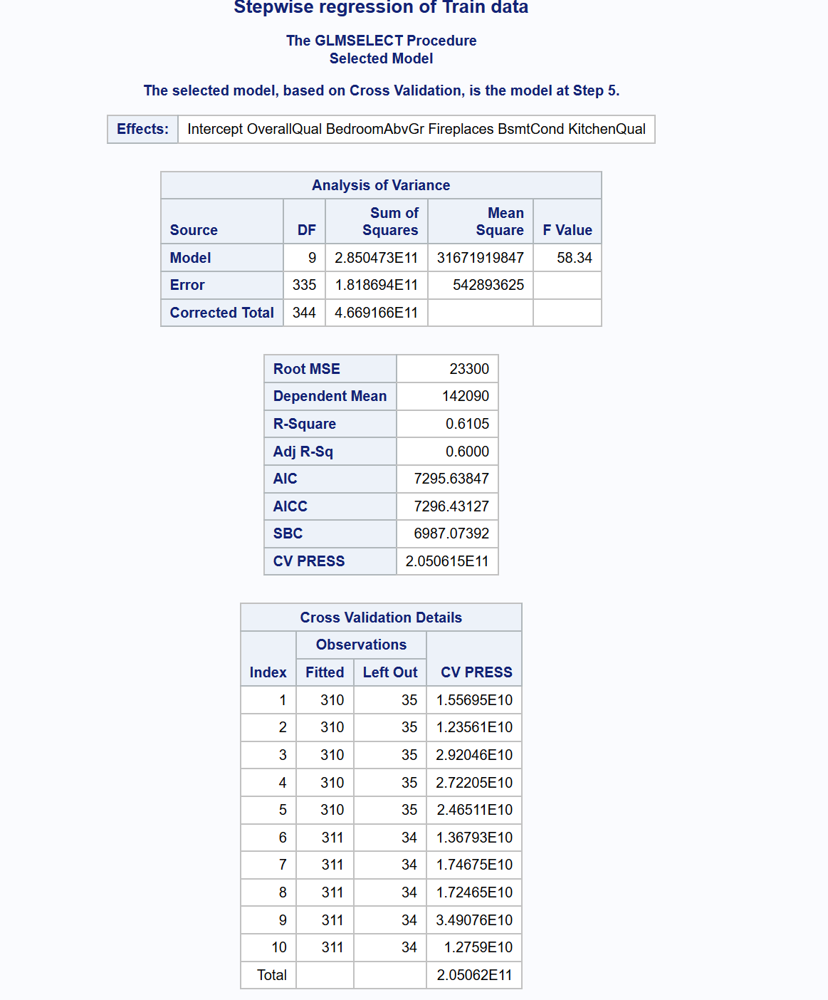 Stepwise regression of Train data
The GLMSELECT Procedure
Selected Model
The selected model, based on Cross Validation, is the model at Step 5.
Effects: Intercept OverallQual BedroomAbvGr Fireplaces BsmtCond KitchenQual
Analysis of Variance
Source DF Sum of Squares Mean Square F Value
Model 9 2.850473E11 31671919847 58.34
Error 335 1.818694E11 542893625
Corrected Total 344 4.669166E11
Root MSE 23300
Dependent Mean 142090
R-Square 0.6105
Adj R-Sq 0.6000
AIC 7295.63847
AICC 7296.43127
SBC 6987.07392
CV PRESS 2.050615E11
Cross Validation Details
Observations
Index Fitted Left Out CV PRESS
1 310 35 1.55695E10
2 310 35 1.23561E10
3 310 35 2.92046E10
4 310 35 2.72205E10
5 310 35 2.46511E10
6 311 34 1.36793E10
7 311 34 1.74675E10
8 311 34 1.72465E10
9 311 34 3.49076E10
10 311 34 1.2759E10
Total 2.05062E11